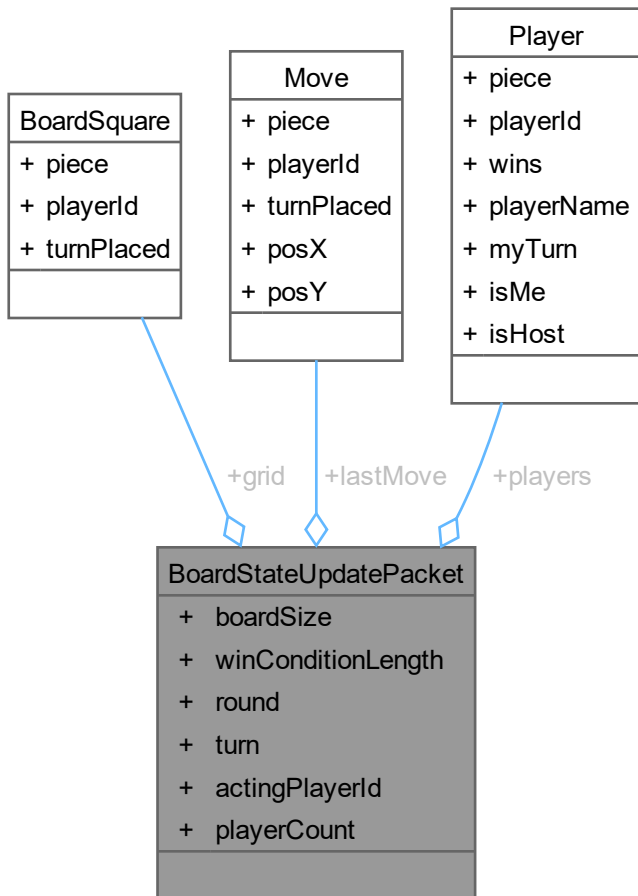 BoardSquare
+ piece
+ playerId
+ turnPlaced
Move
+ piece
+ playerId
+ turnPlaced
+ posX
+ posY
Player
+ piece
+ playerId
+ wins
+ playerName
+ myTurn
+ isMe
+ isHost
+grid
+lastMove
+players
BoardStateUpdatePacket
+ boardSize
+ winConditionLength
+ round
+ turn
+ actingPlayerId
+ playerCount